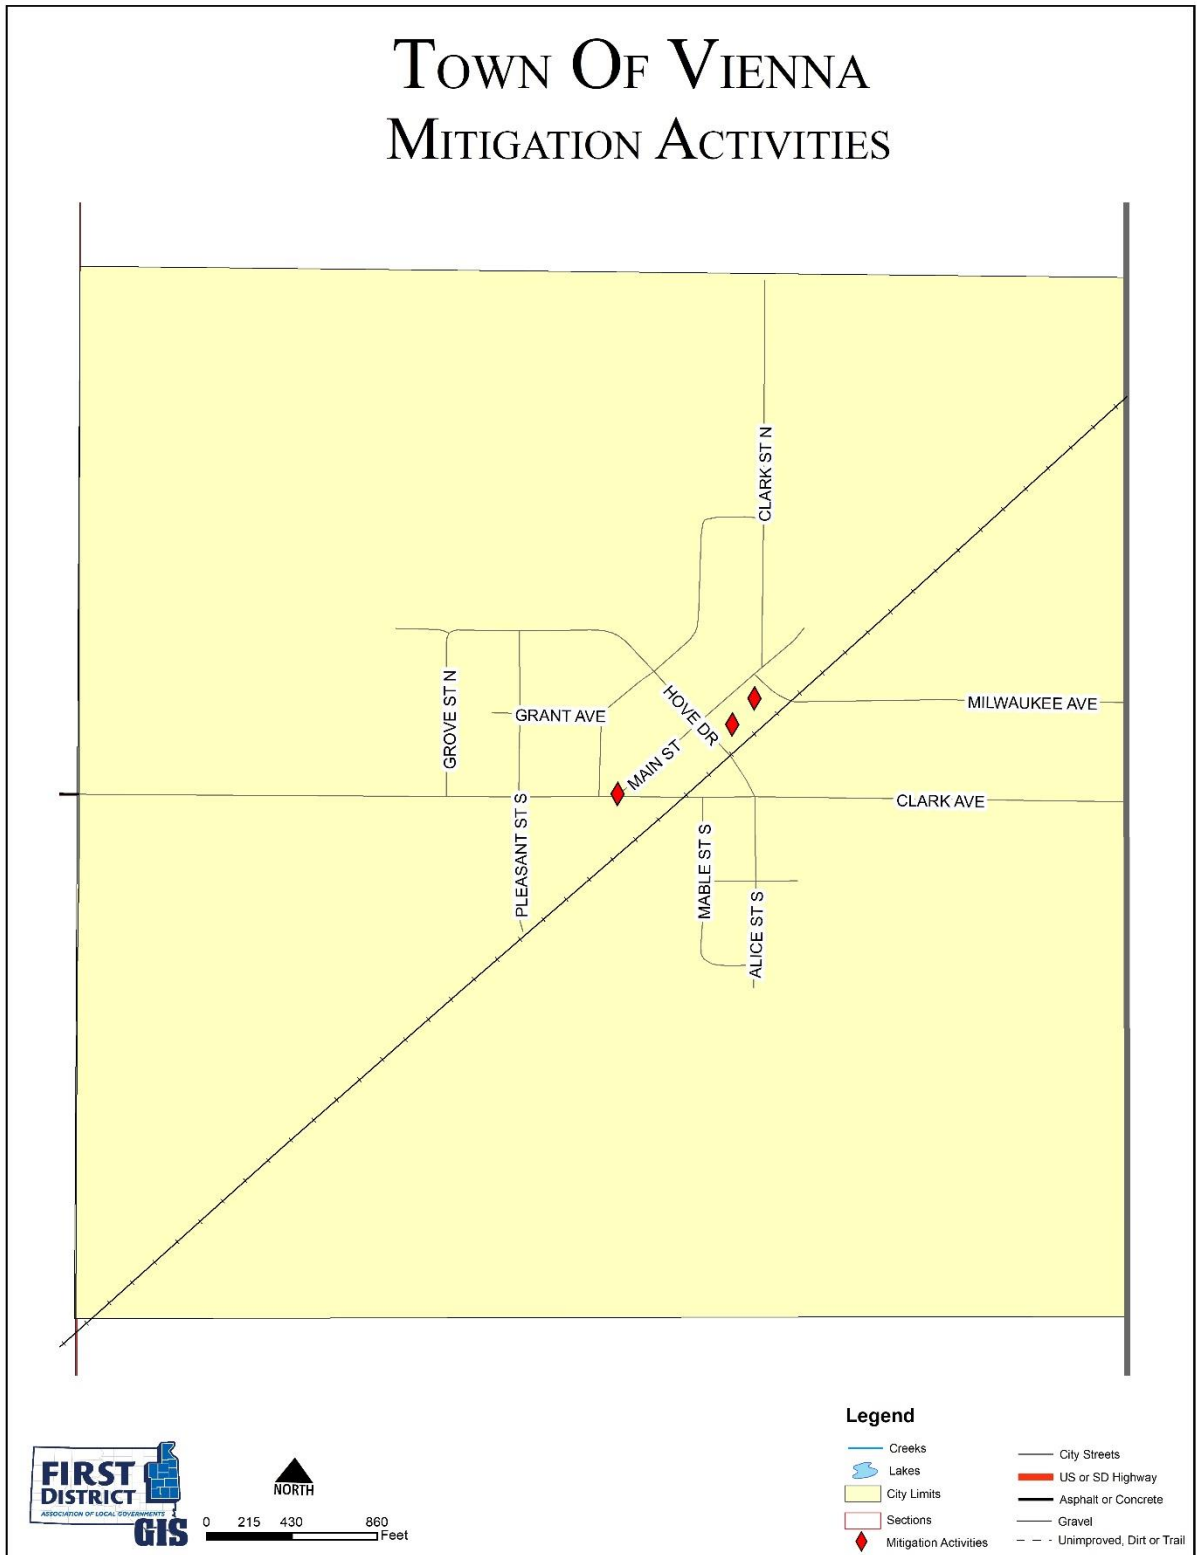 TOWN OF VIENNA
MITIGATION ACTIVITIES
CLARK ST N
GROVE ST N
GRANT AVE
HOVE DR
MILWAUKEE AVE
MAIN ST
CLARK AVE
PLEASANT ST S
MABLE ST S
ALICE ST S
FIRST
DISTRICT
ASSOCIATION OF LOCAL GOVERNMENTS
GIS
NORTH
0 215 430 860
Feet
Legend
Creeks
Lakes
City Limits
Sections
Mitigation Activities
City Streets
US or SD Highway
Asphalt or Concrete
Gravel
Unimproved, Dirt or Trail